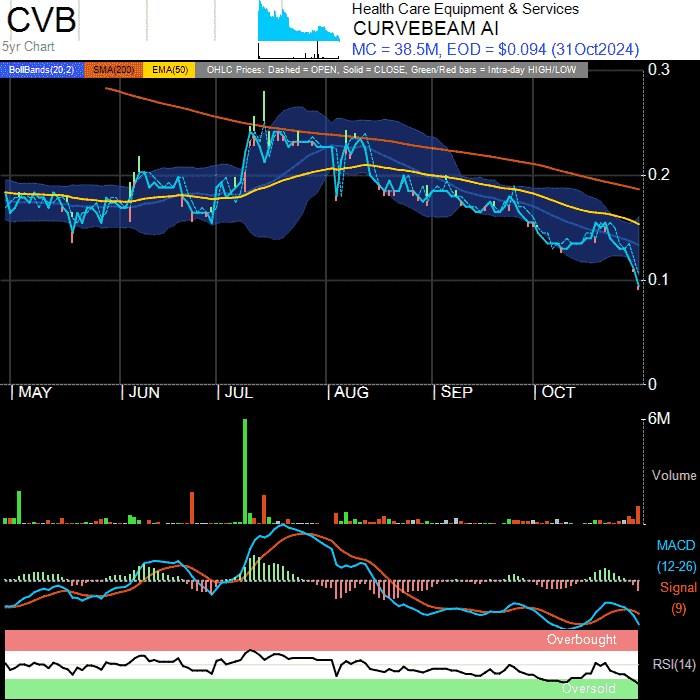 CVB
5yr Chart
Health Care Equipment & Services
CURVEBEAM AI
MC = 38.5M, EOD = $0.094 (31Oct2024)
BollBands(20,2) SMA(200) EMA(50) OHLC Prices: Dashed = OPEN, Solid = CLOSE, Green/Red bars = Intra-day HIGH/LOW
0.3
0.2
0.1
0
MAY JUN JUL AUG SEP OCT
6M
Volume
MACD
(12-26)
Signal
(9)
Overbought
RSI(14)
Oversold